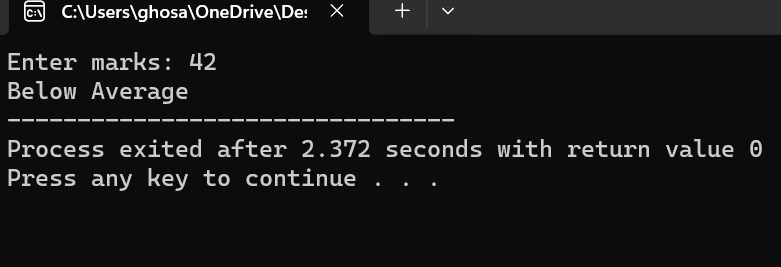 C:\Users\ghosa\OneDrive\Des
Enter marks: 42
Below Average
--------------------------------
Process exited after 2.372 seconds with return value 0
Press any key to continue . . .